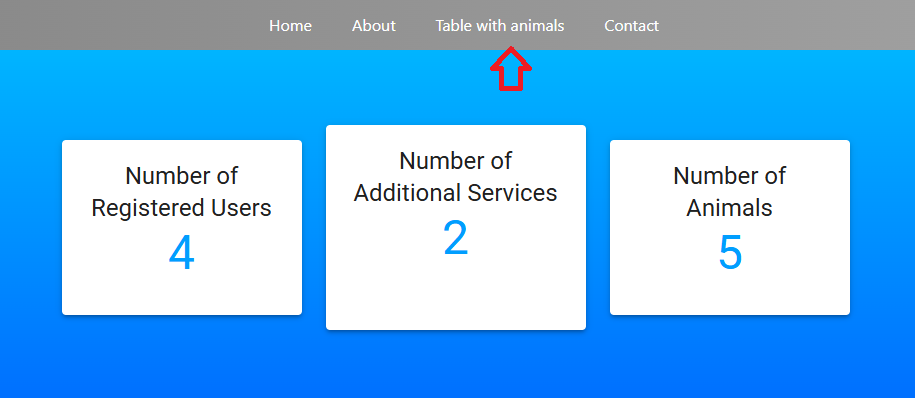 Home About Table with animals Contact
Number of
Registered Users
4
Number of
Additional Services
2
Number of
Animals
5